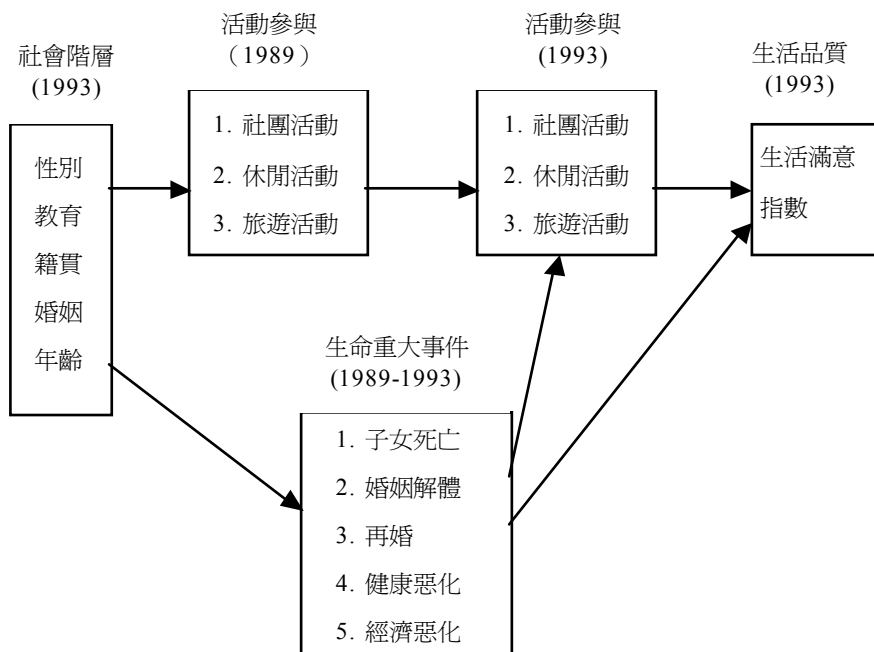 社會階層
(1993)
性別
教育
籍貫
婚姻
年齡
活動參與
（1989）
1. 社團活動
2. 休閒活動
3. 旅遊活動
活動參與
(1993)
1. 社團活動
2. 休閒活動
3. 旅遊活動
生活品質
(1993)
生活滿意
指數
生命重大事件
(1989-1993)
1. 子女死亡
2. 婚姻解體
3. 再婚
4. 健康惡化
5. 經濟惡化